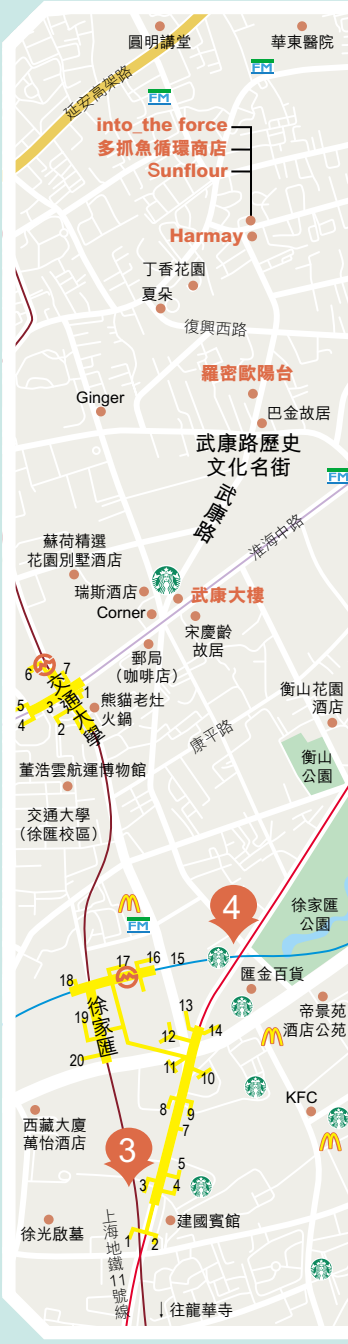 圓明講堂
華東醫院
延安高架路
FM
FM
into_the force
多抓魚循環商店
Sunflour
Harmay
丁香花園
夏朵
復興西路
羅密歐陽台
Ginger
巴金故居
武康路歷史
文化名街
FM
武康路
淮海中路
蘇荷精選
花園別墅酒店
瑞斯酒店
武康大樓
Corner
宋慶齡
故居
郵局
(咖啡店)
6
7
1
5
3
4
2
交通大學
熊貓老灶
火鍋
康平路
衡山花園
酒店
衡山
公園
董浩雲航運博物館
交通大學
(徐匯校區)
FM
4
徐家匯
公園
17
16
15
18
匯金百貨
19
徐家匯
13
14
12
帝景苑
酒店公苑
20
11
10
KFC
8
9
7
西藏大廈
萬怡酒店
3
5
3
4
徐光啟墓
建國賓館
1
2
上海地鐵11號線
↓往龍華寺